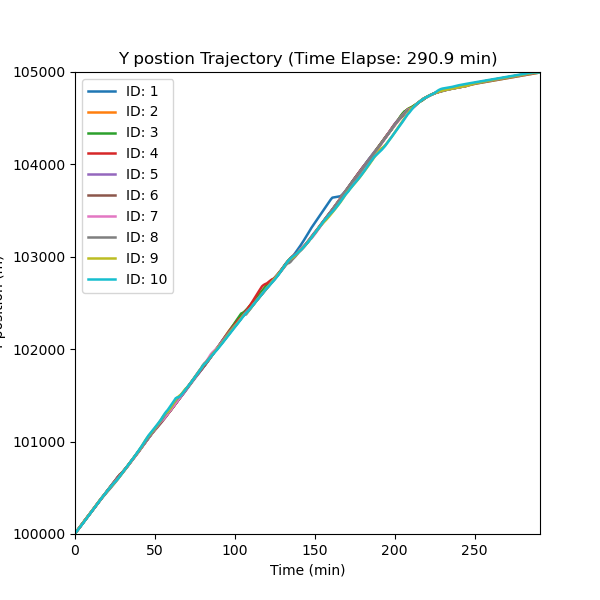 Y postion Trajectory (Time Elapse: 290.9 min)
105000
104000
103000
102000
101000
100000
ID: 1
ID: 2
ID: 3
ID: 4
ID: 5
ID: 6
ID: 7
ID: 8
ID: 9
ID: 10
0 50 100 150 200 250
Time (min)